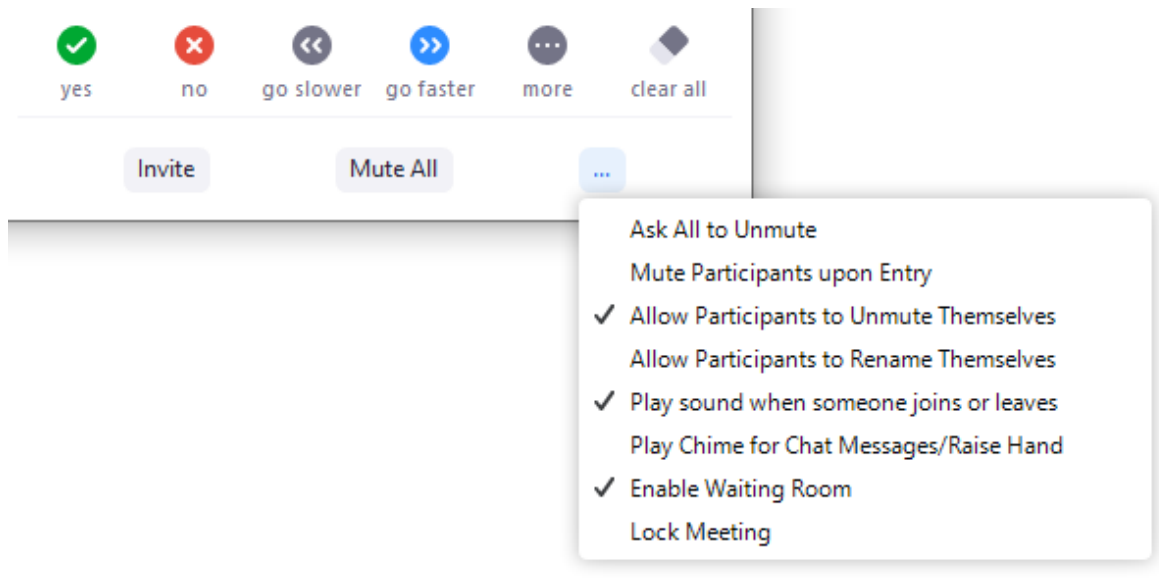 yes no go slower go faster more clear all
Invite Mute All ...
Ask All to Unmute
Mute Participants upon Entry
Allow Participants to Unmute Themselves
Allow Participants to Rename Themselves
Play sound when someone joins or leaves
Play Chime for Chat Messages/Raise Hand
Enable Waiting Room
Lock Meeting